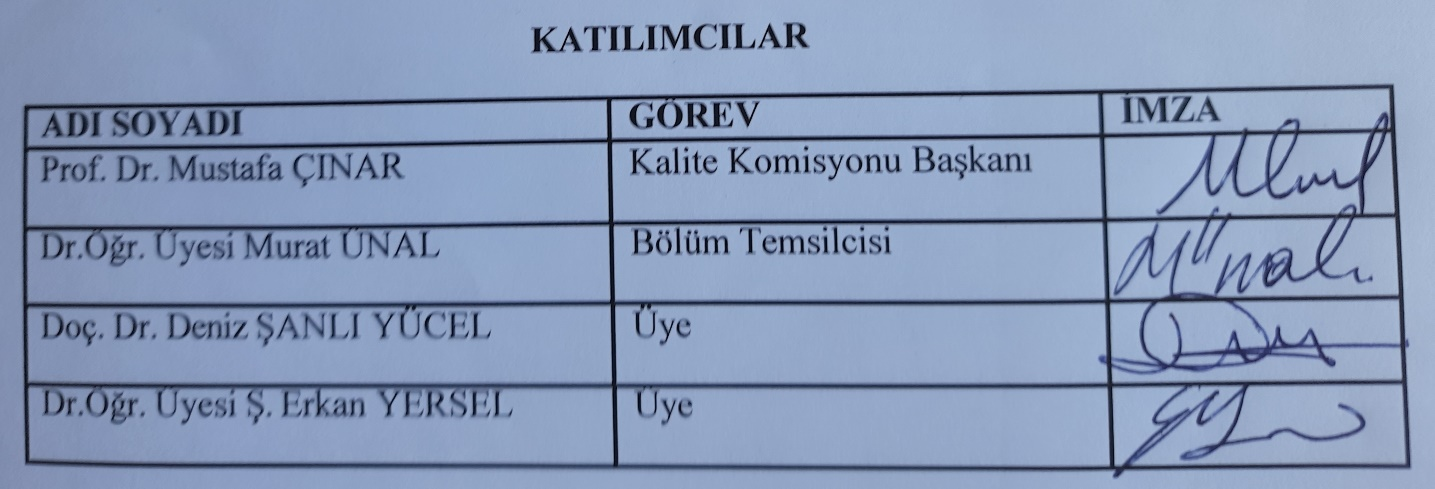 KATILIMCILAR
ADI SOYADI GÖREV İMZA
Prof. Dr. Mustafa ÇINAR Kalite Komisyonu Başkanı
Dr.Öğr. Üyesi Murat ÜNAL Bölüm Temsilcisi
Doç. Dr. Deniz ŞANLI YÜCEL Üye
Dr.Öğr. Üyesi Ş. Erkan YERSEL Üye